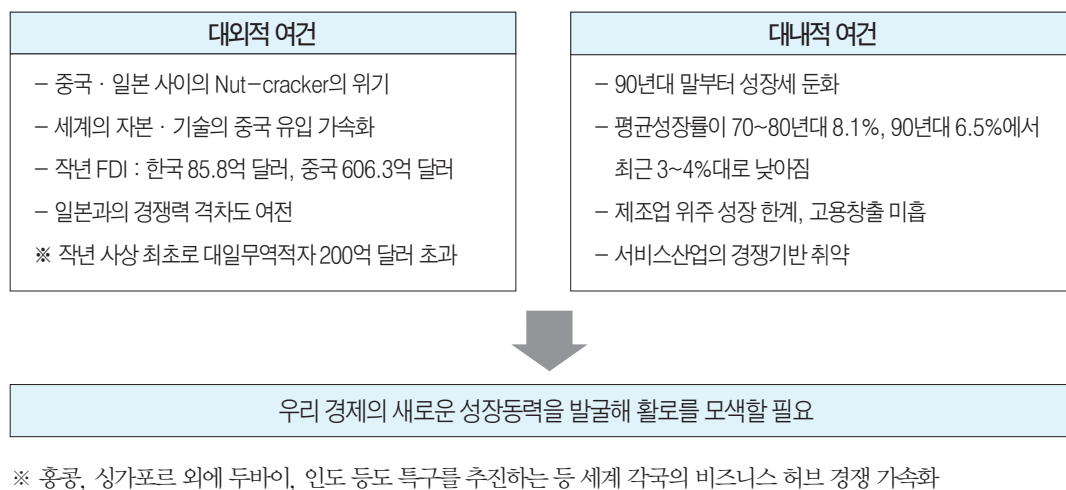 대외적 여건
– 중국 · 일본 사이의 Nut-cracker의 위기
– 세계의 자본 · 기술의 중국 유입 가속화
– 작년 FDI : 한국 85.8억 달러, 중국 606.3억 달러
– 일본과의 경쟁력 격차도 여전
※ 작년 사상 최초로 대일무역적자 200억 달러 초과
대내적 여건
– 90년대 말부터 성장세 둔화
– 평균성장률이 70~80년대 8.1%, 90년대 6.5%에서
최근 3~4%대로 낮아짐
– 제조업 위주 성장 한계, 고용창출 미흡
– 서비스산업의 경쟁기반 취약
우리 경제의 새로운 성장동력을 발굴해 활로를 모색할 필요
※ 홍콩, 싱가포르 외에 두바이, 인도 등도 특구를 추진하는 등 세계 각국의 비즈니스 허브 경쟁 가속화